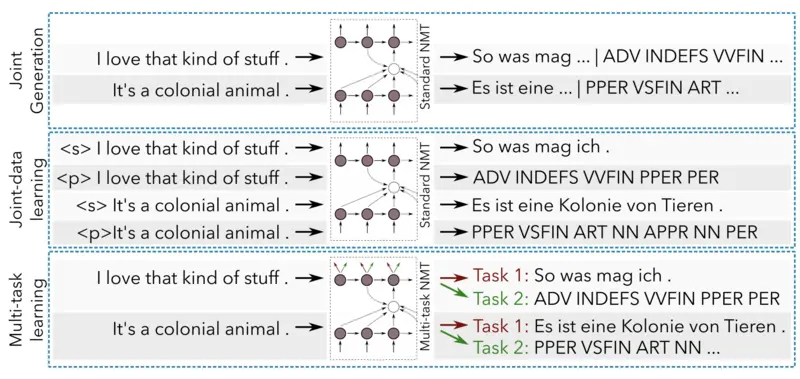 Joint
Generation
I love that kind of stuff .
Standard NMT
So was mag ... | ADV INDEFS VVFIN ...
It's a colonial animal .
Es ist eine ... | PPER VSFIN ART ...
Joint-data
learning
<s> I love that kind of stuff .
Standard NMT
So was mag ich .
<p> I love that kind of stuff .
ADV INDEFS VVFIN PPER PER
<s> It's a colonial animal .
Es ist eine Kolonie von Tieren .
<p>It's a colonial animal .
PPER VSFIN ART NN APPR NN PER
Multi-task
learning
I love that kind of stuff .
Multi-task NMT
Task 1: So was mag ich .
Task 2: ADV INDEFS VVFIN PPER PER
It's a colonial animal .
Task 1: Es ist eine Kolonie von Tieren .
Task 2: PPER VSFIN ART NN ...